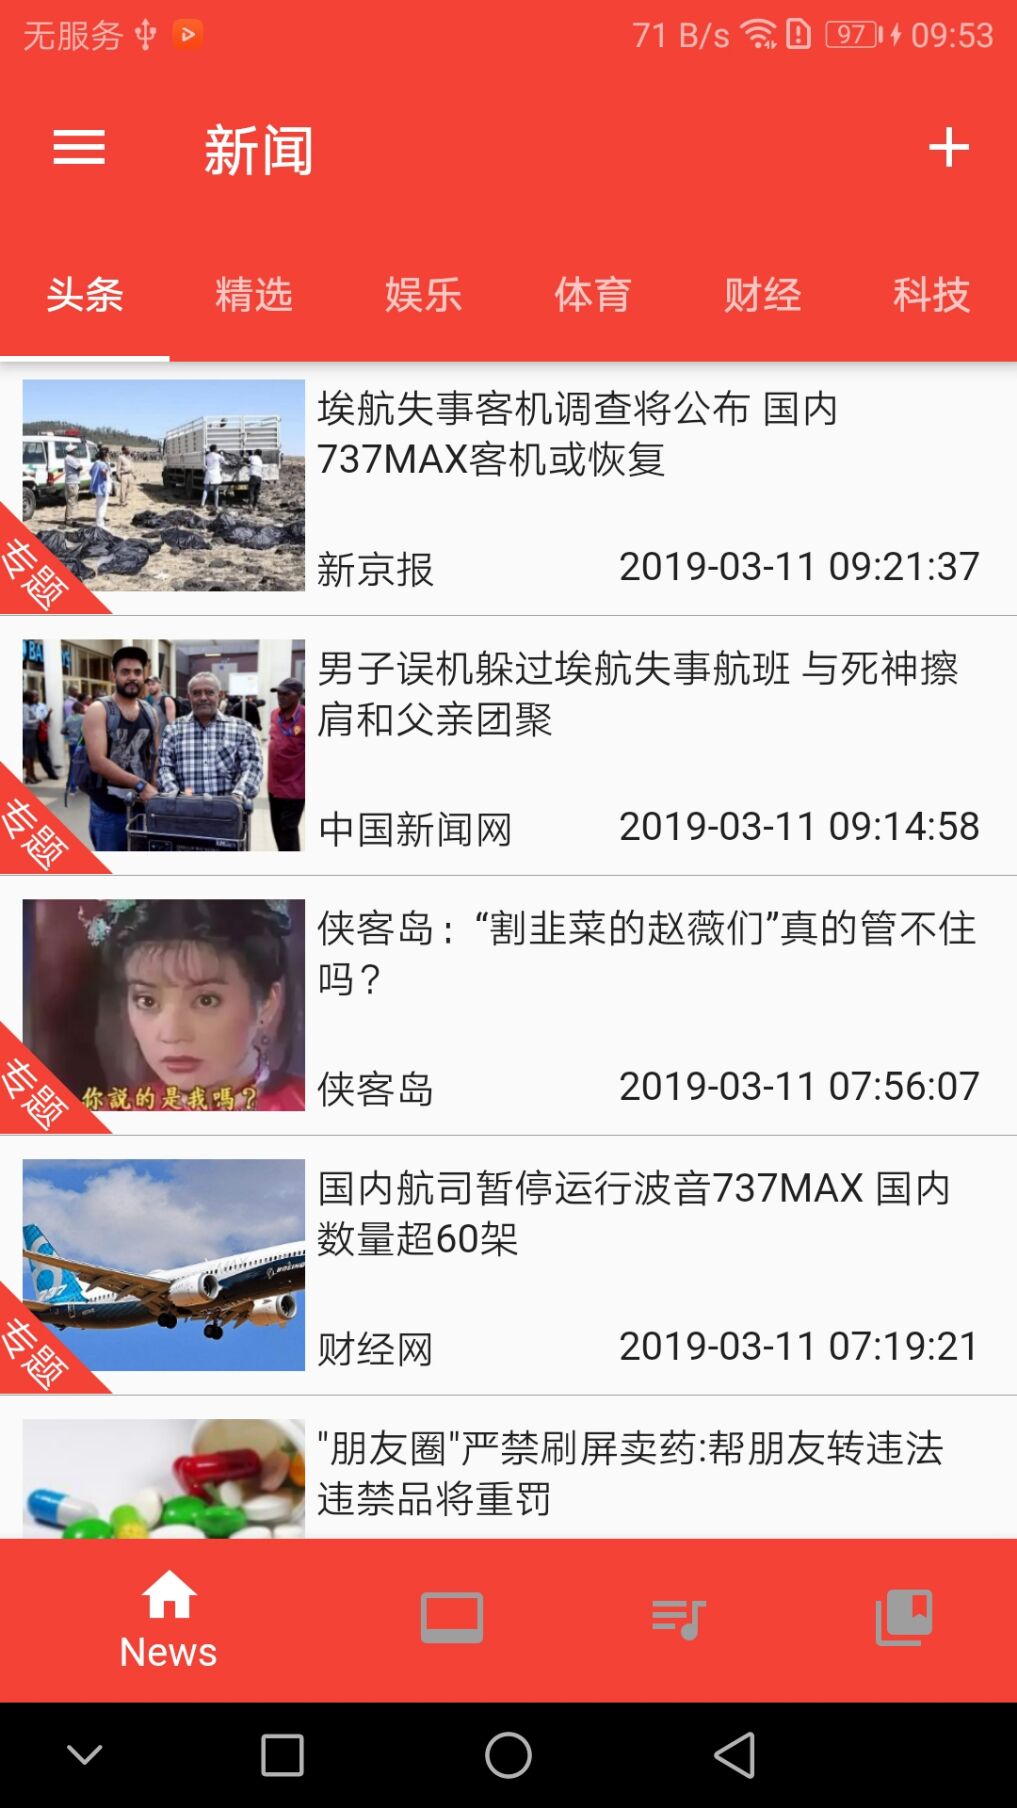 无服务 71 B/s 97 09:53
新闻
头条 精选 娱乐 体育 财经 科技
埃航失事客机调查将公布 国内
737MAX客机或恢复
专题
新京报 2019-03-11 09:21:37
男子误机躲过埃航失事航班 与死神擦
肩和父亲团聚
专题
中国新闻网 2019-03-11 09:14:58
侠客岛：“割韭菜的赵薇们”真的管不住
吗？
你說的是我嗎？
专题
侠客岛 2019-03-11 07:56:07
国内航司暂停运行波音737MAX 国内
数量超60架
专题
财经网 2019-03-11 07:19:21
"朋友圈"严禁刷屏卖药:帮朋友转违法
违禁品将重罚
News